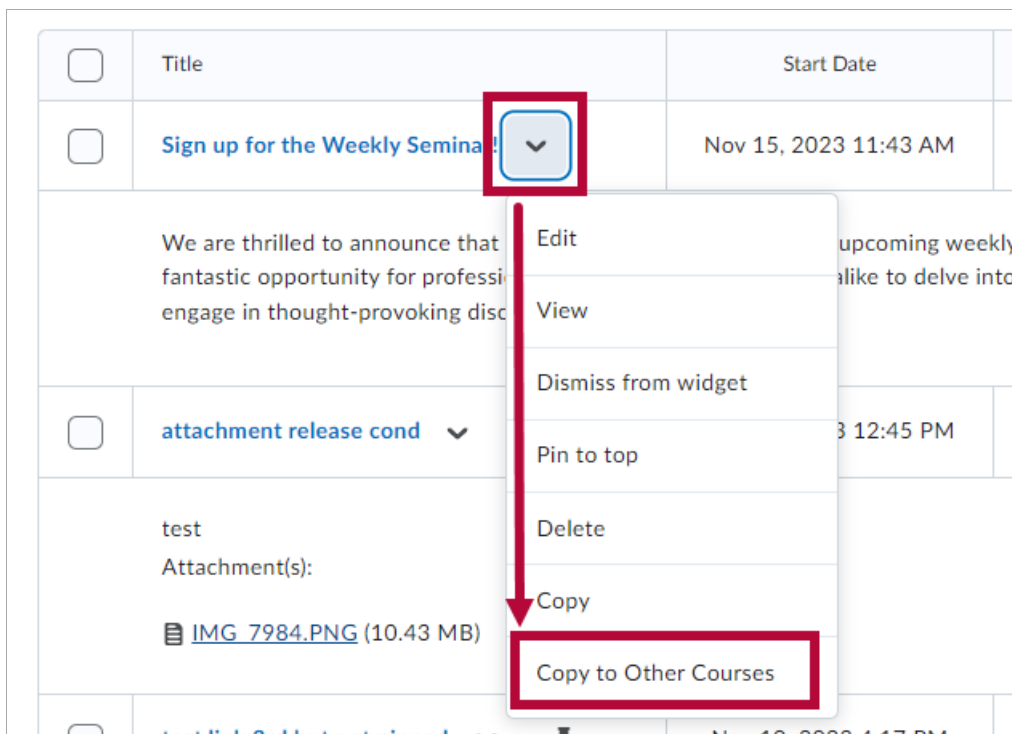 Title Start Date
Sign up for the Weekly Semina ! Nov 15, 2023 11:43 AM
Edit
We are thrilled to announce that upcoming weekly
fantastic opportunity for professi alike to delve into
engage in thought-provoking disc
View
Dismiss from widget
attachment release cond 3 12:45 PM
Pin to top
test
Delete
Attachment(s):
Copy
IMG_7984.PNG (10.43 MB)
Copy to Other Courses